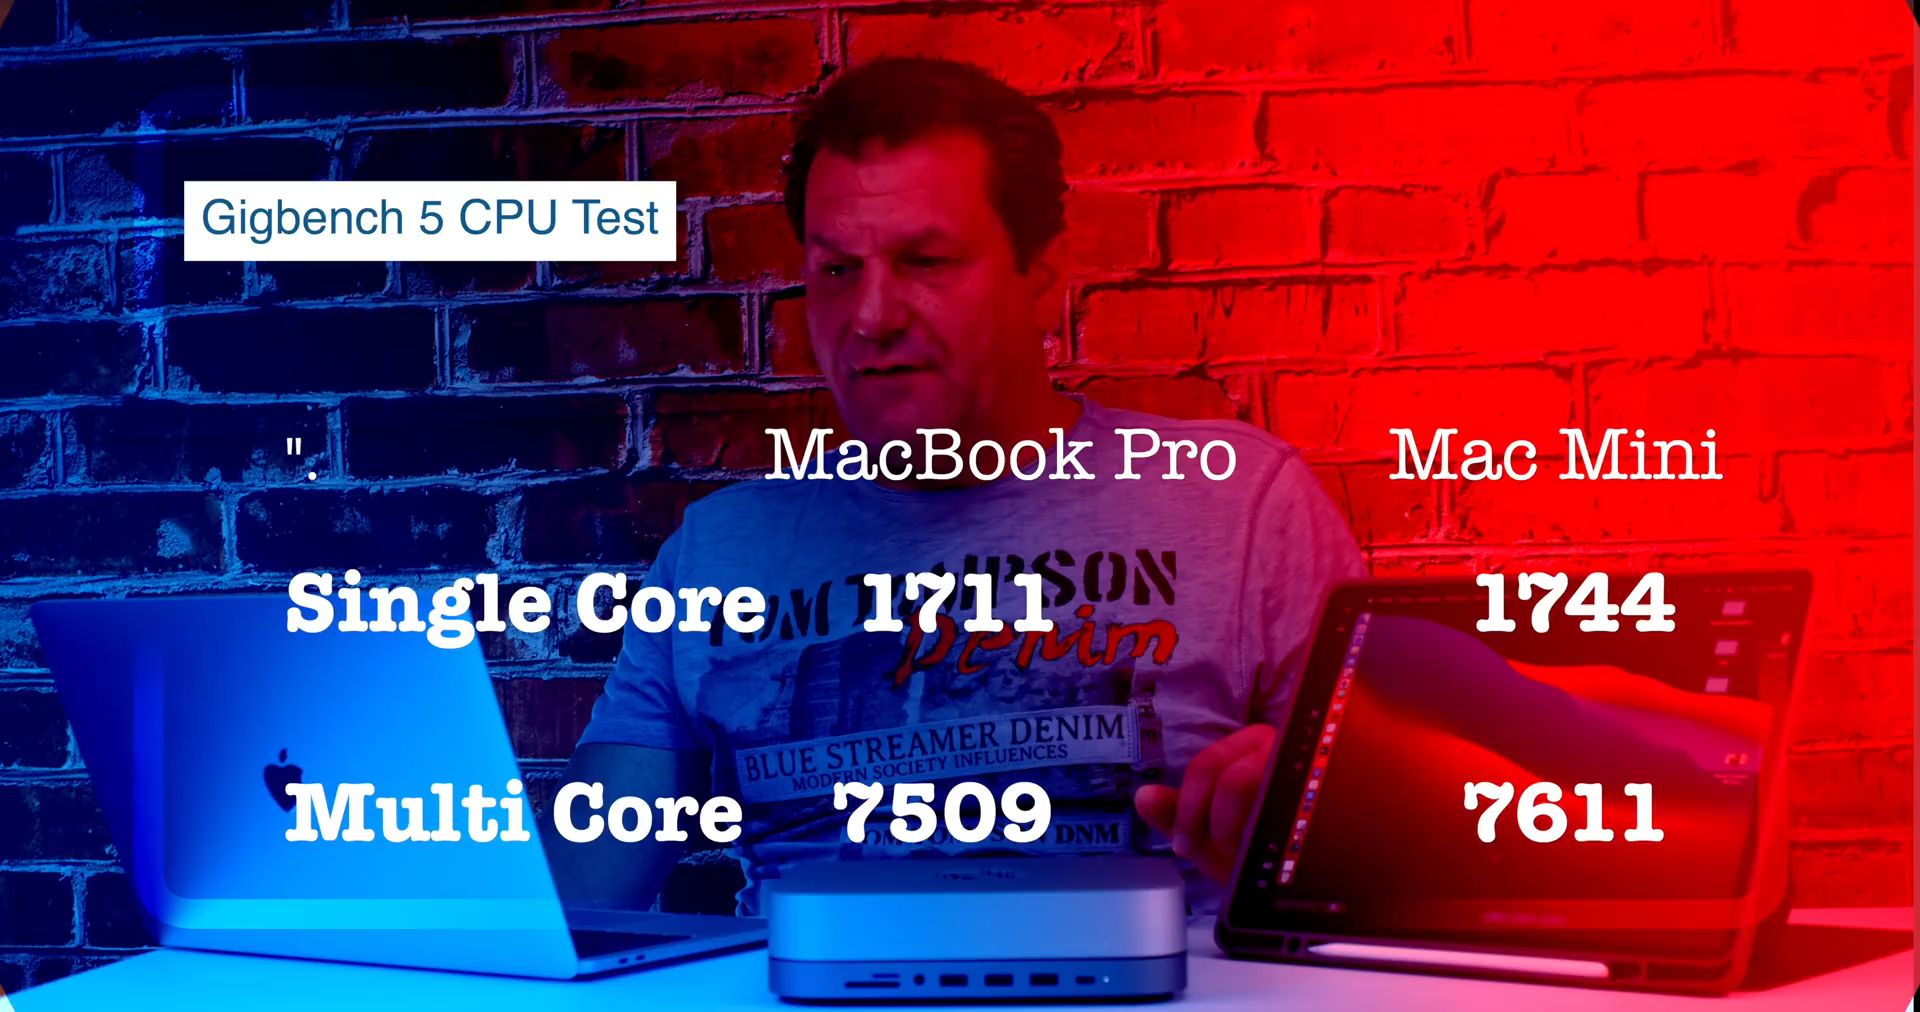 Gigbench 5 CPU Test
". MacBook Pro Mac Mini
Single Core 1711 1744
Denim
BLUE STREAMER DENIM
MODERN SOCIETY INFLUENCES
Multi Core 7509 7611
DNM